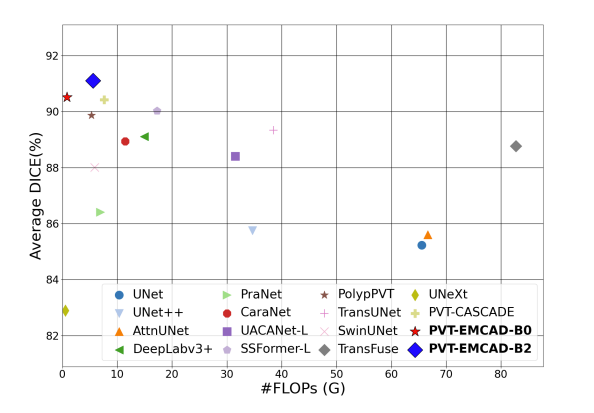 92
90
88
86
84
82
Average DICE(%)
UNet PraNet PolypPVT UNeXt
UNet++ CaraNet TransUNet PVT-CASCADE
AttnUNet UACANet-L SwinUNet PVT-EMCAD-B0
DeepLabv3+ SSFormer-L TransFuse PVT-EMCAD-B2
0 10 20 30 40 50 60 70 80
#FLOPs (G)